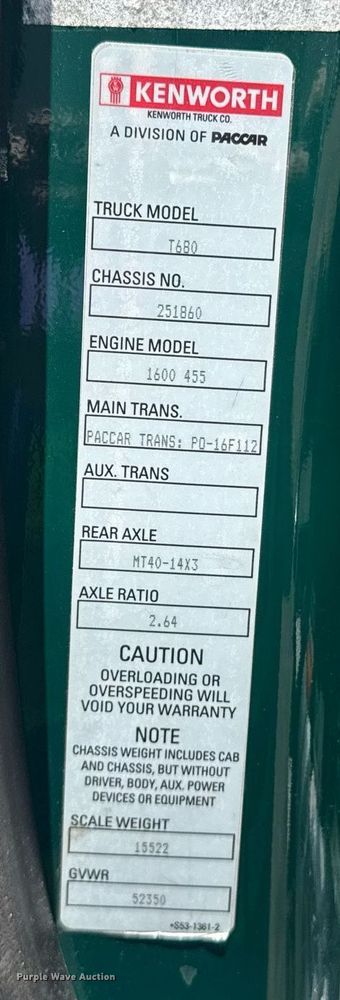 KENWORTH
KENWORTH TRUCK CO.
A DIVISION OF PACCAR
TRUCK MODEL
T680
CHASSIS NO.
251860
ENGINE MODEL
1600 455
MAIN TRANS.
PACCAR TRANS: PO-16F112
AUX. TRANS
REAR AXLE
MT40-14X3
AXLE RATIO
2.64
CAUTION
OVERLOADING OR
OVERSPEEDING WILL
VOID YOUR WARRANTY
NOTE
CHASSIS WEIGHT INCLUDES CAB
AND CHASSIS, BUT WITHOUT
DRIVER, BODY, AUX. POWER
DEVICES OR EQUIPMENT
SCALE WEIGHT
15522
GVWR
52350
*S53-1361-2
Purple Wave Auction